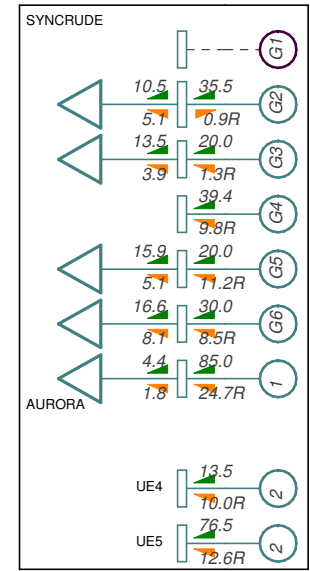 SYNCRUDE
G1
10.5 35.5 G2
5.1 0.9R
13.5 20.0 G3
3.9 1.3R
39.4 G4
9.8R
15.9 20.0 G5
5.1 11.2R
16.6 30.0 G6
8.1 8.5R
4.4 85.0 1
1.8 24.7R
AURORA
13.5
UE4 2
10.0R
76.5
UE5 2
12.6R